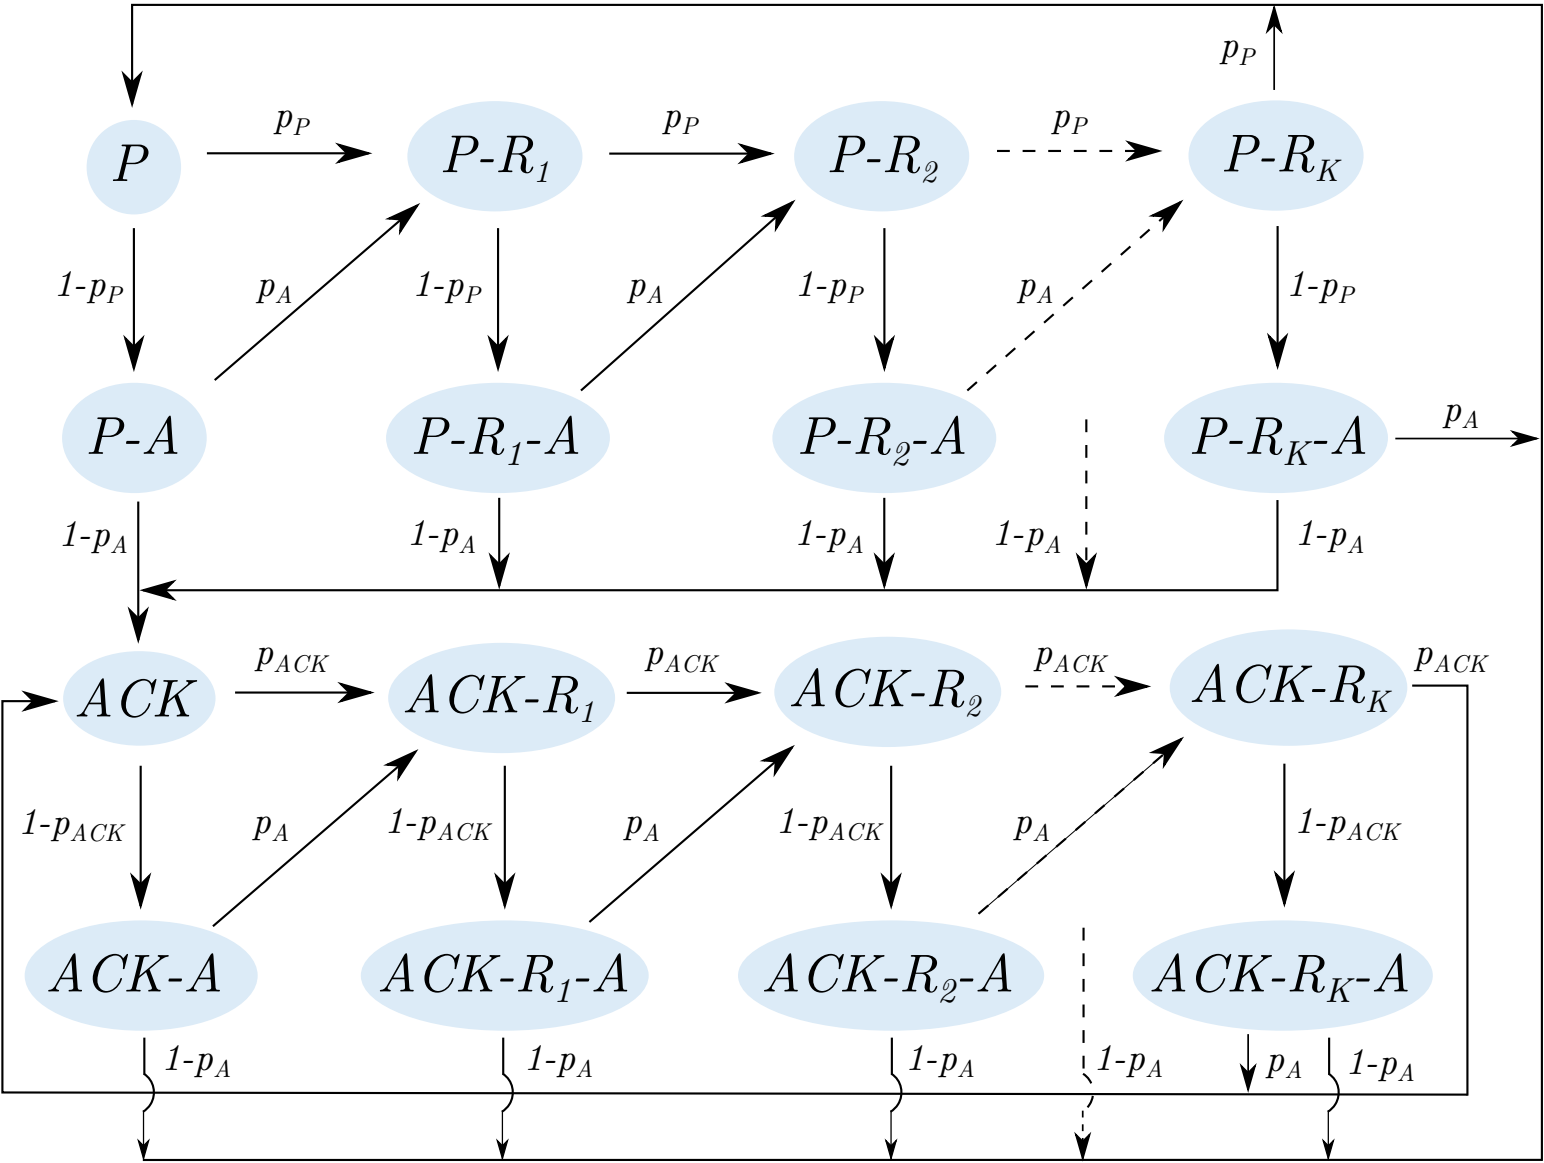 p_P
p_P p_P p_P
P P-R_1 P-R_2 P-R_K
1-p_P p_A 1-p_P p_A 1-p_P p_A 1-p_P
p_A
P-A P-R_1-A P-R_2-A P-R_K-A
1-p_A 1-p_A 1-p_A 1-p_A 1-p_A
p_ACK p_ACK p_ACK p_ACK
ACK ACK-R_1 ACK-R_2 ACK-R_K
1-p_ACK p_A 1-p_ACK p_A 1-p_ACK p_A 1-p_ACK
ACK-A ACK-R_1-A ACK-R_2-A ACK-R_K-A
1-p_A 1-p_A 1-p_A 1-p_A p_A 1-p_A